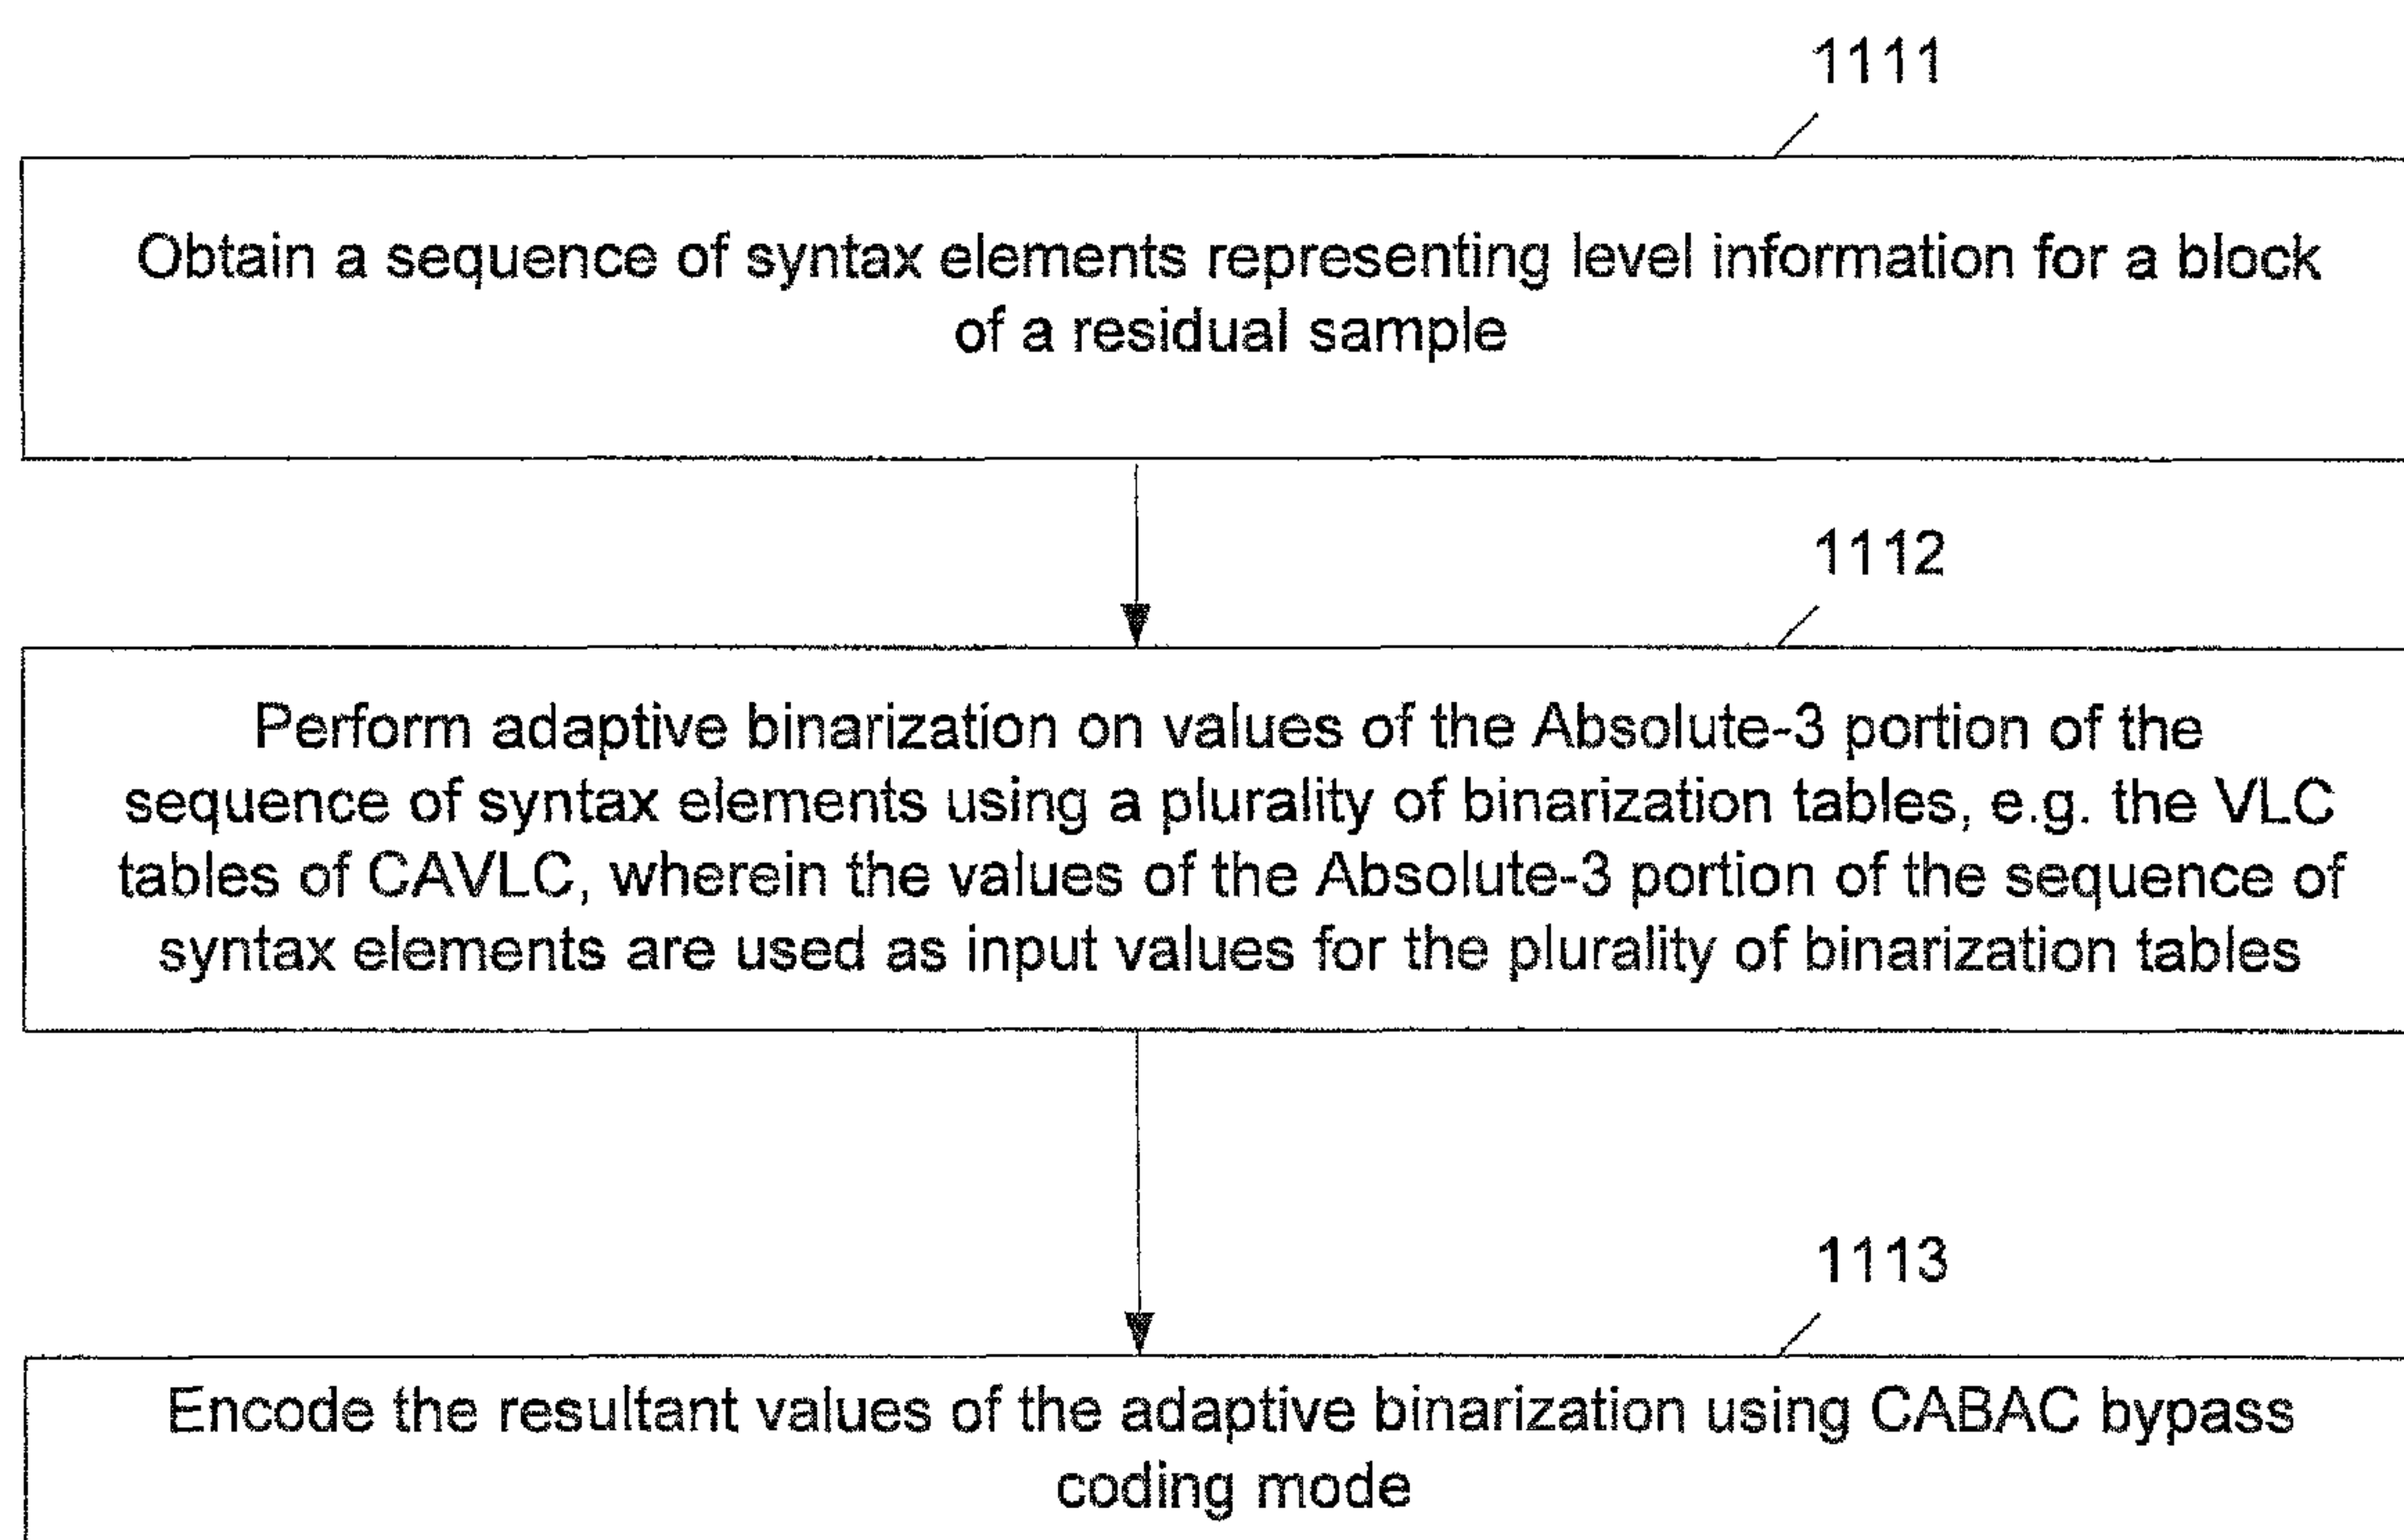 1111
Obtain a sequence of syntax elements representing level information for a block
of a residual sample
1112
Perform adaptive binarization on values of the Absolute-3 portion of the
sequence of syntax elements using a plurality of binarization tables, e.g. the VLC
tables of CAVLC, wherein the values of the Absolute-3 portion of the sequence of
syntax elements are used as input values for the plurality of binarization tables
1113
Encode the resultant values of the adaptive binarization using CABAC bypass
coding mode